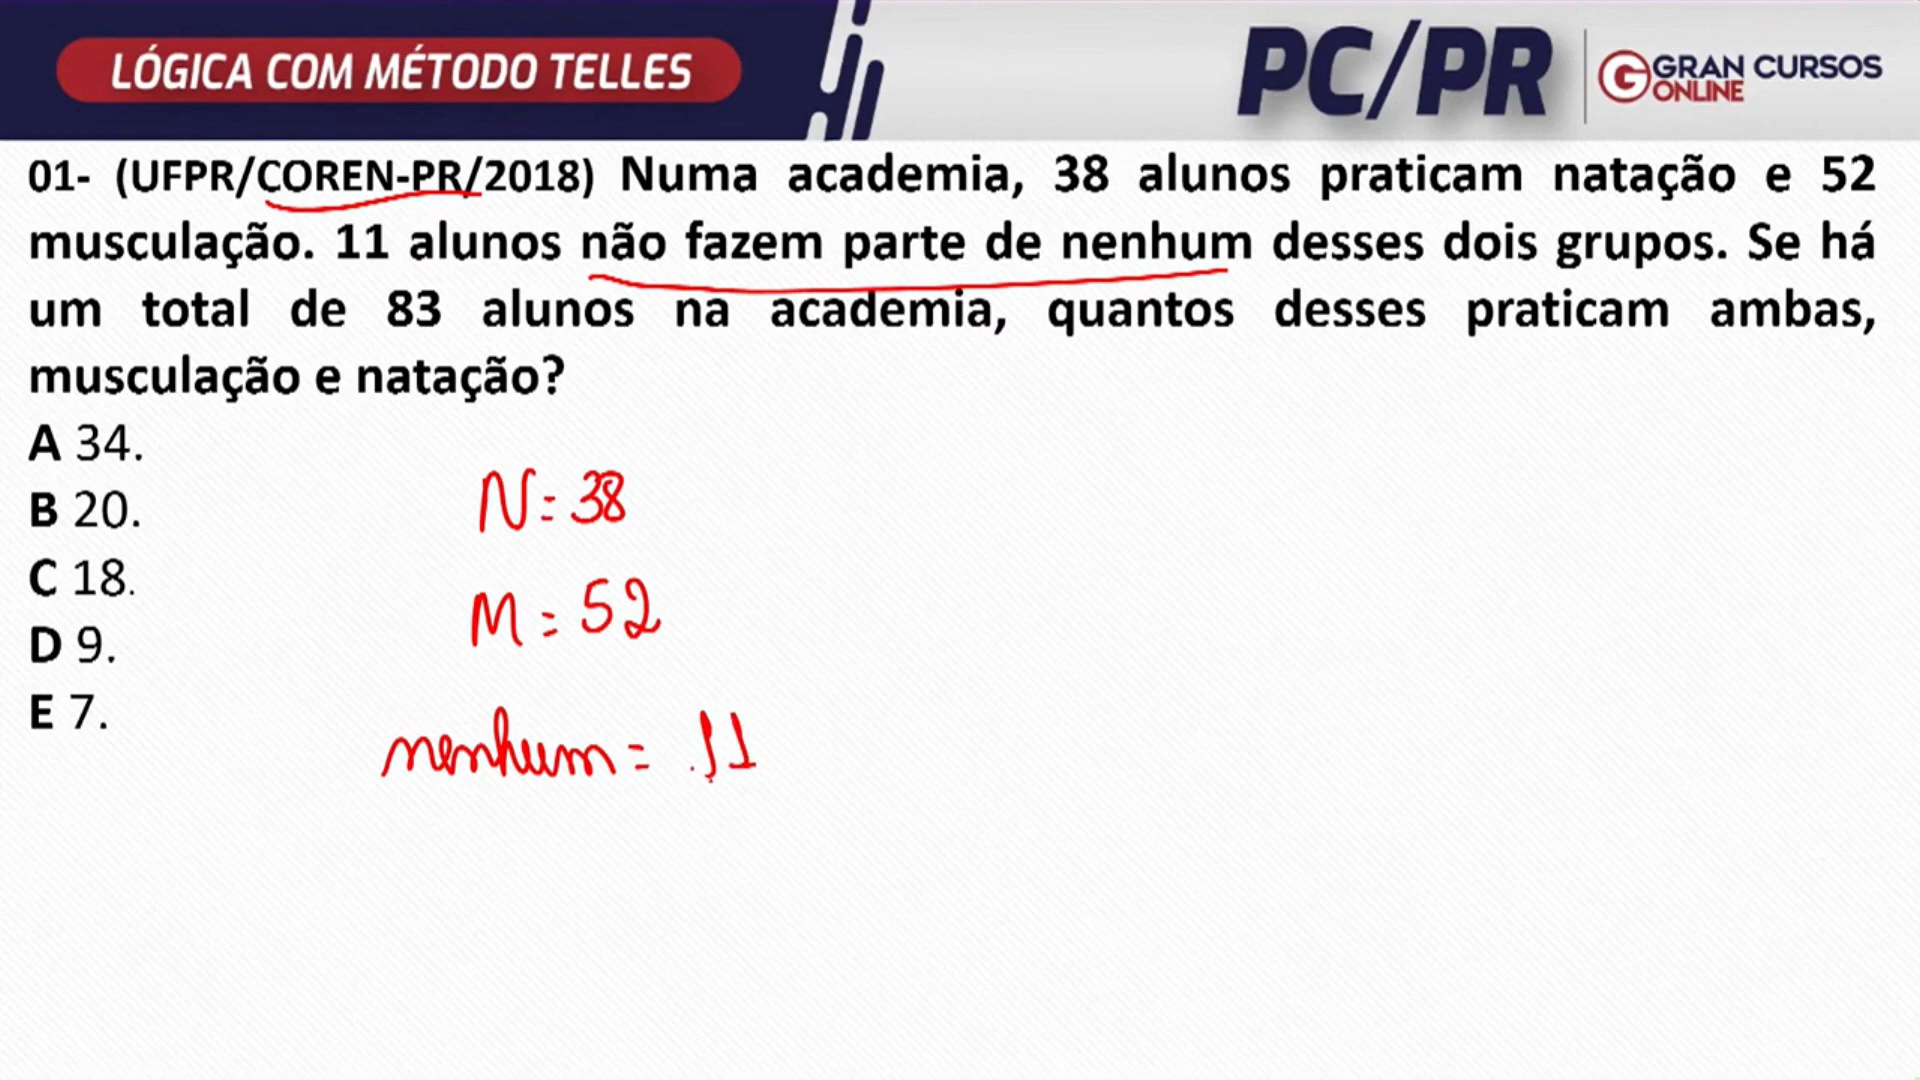 LÓGICA COM MÉTODO TELLES
PC/PR
GRAN CURSOS
ONLINE
01- (UFPR/COREN-PR/2018) Numa academia, 38 alunos praticam natação e 52
musculação. 11 alunos não fazem parte de nenhum desses dois grupos. Se há
um total de 83 alunos na academia, quantos desses praticam ambas,
musculação e natação?
A 34.
B 20.
C 18.
D 9.
E 7.
N = 38
M = 52
nenhum = 11